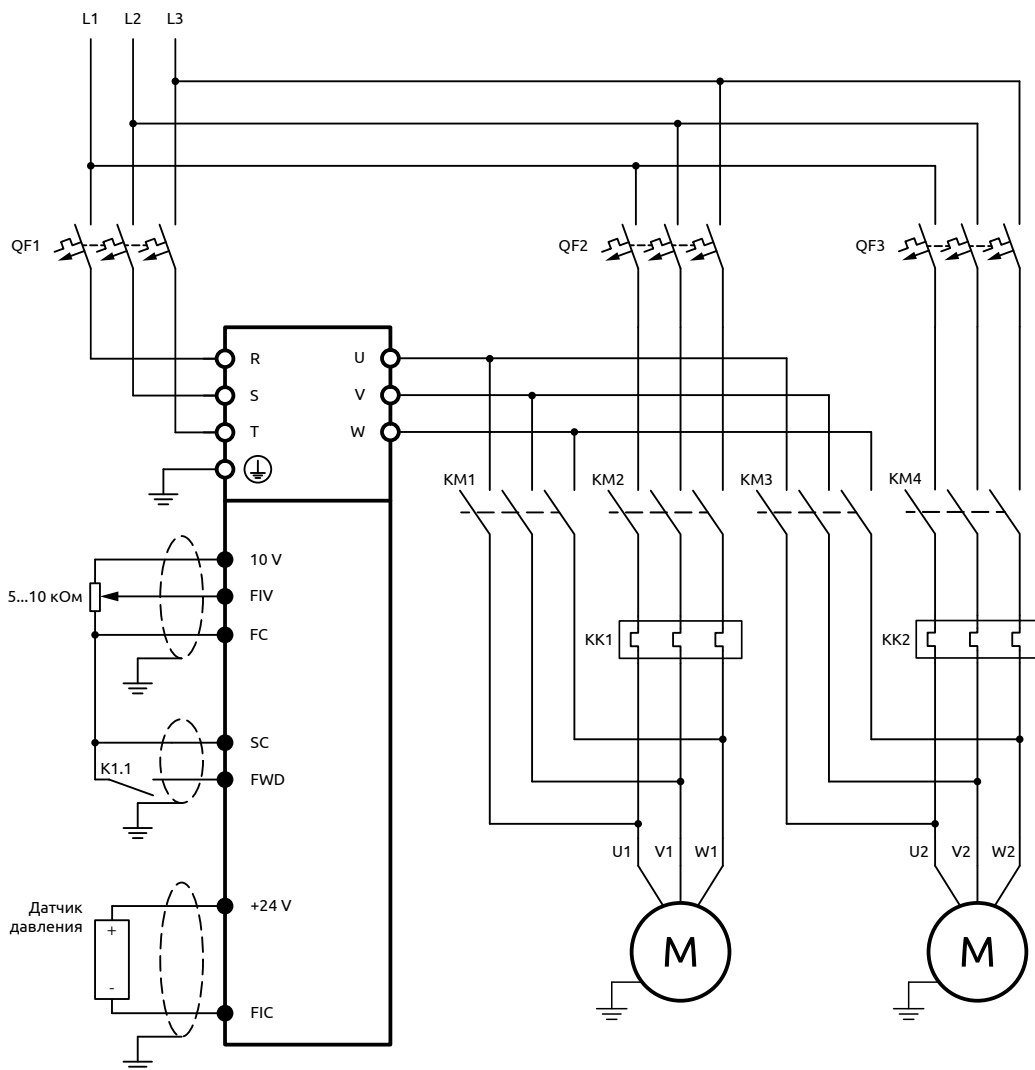 L1 L2 L3
QF1 QF2 QF3
R U
S V
T W
KM1 KM2 KM3 KM4
10 V
5...10 кОм FIV
FC
KK1 KK2
SC
K1.1
FWD
U1 V1 W1 U2 V2 W2
Датчик
давления
+24 V
+
M M
-
FIC